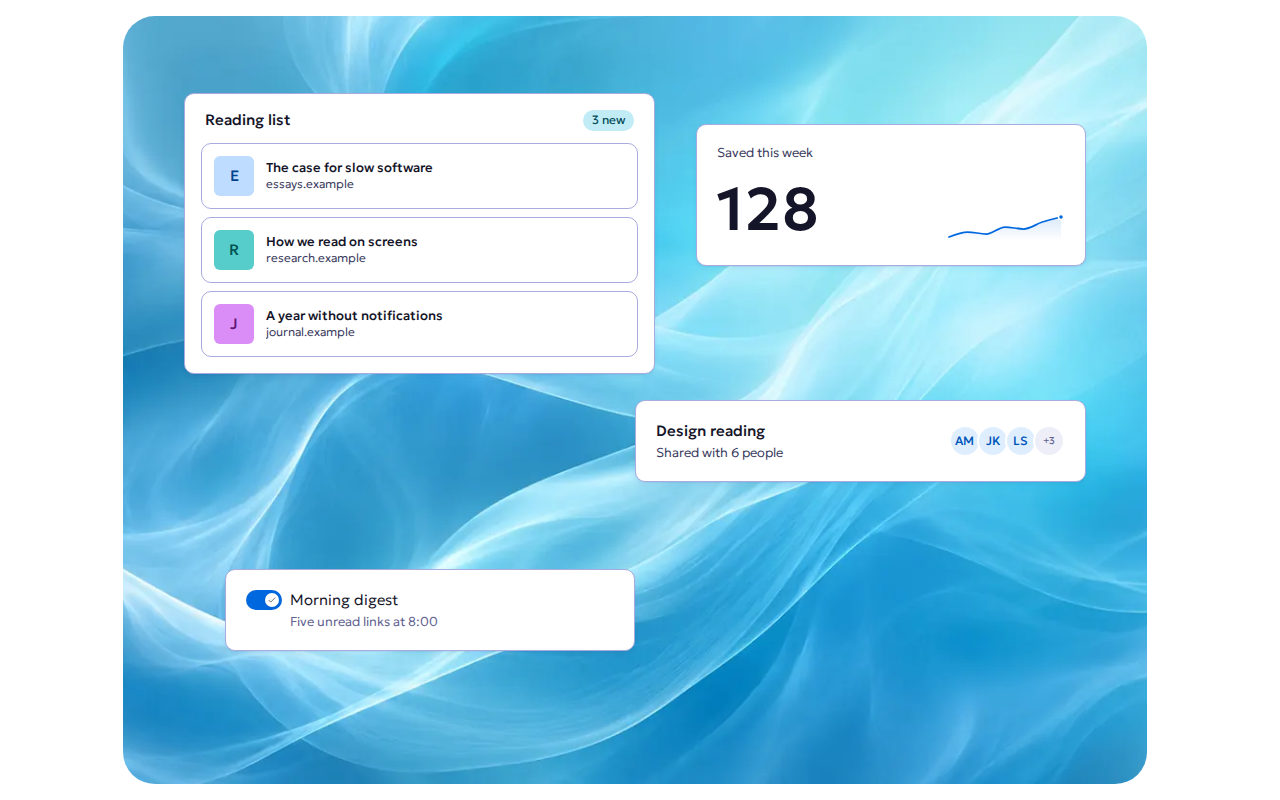 Reading list
3 new
E
The case for slow software
essays.example
R
How we read on screens
research.example
J
A year without notifications
journal.example
Saved this week
128
Design reading
Shared with 6 people
AM JK LS +3
Morning digest
Five unread links at 8:00